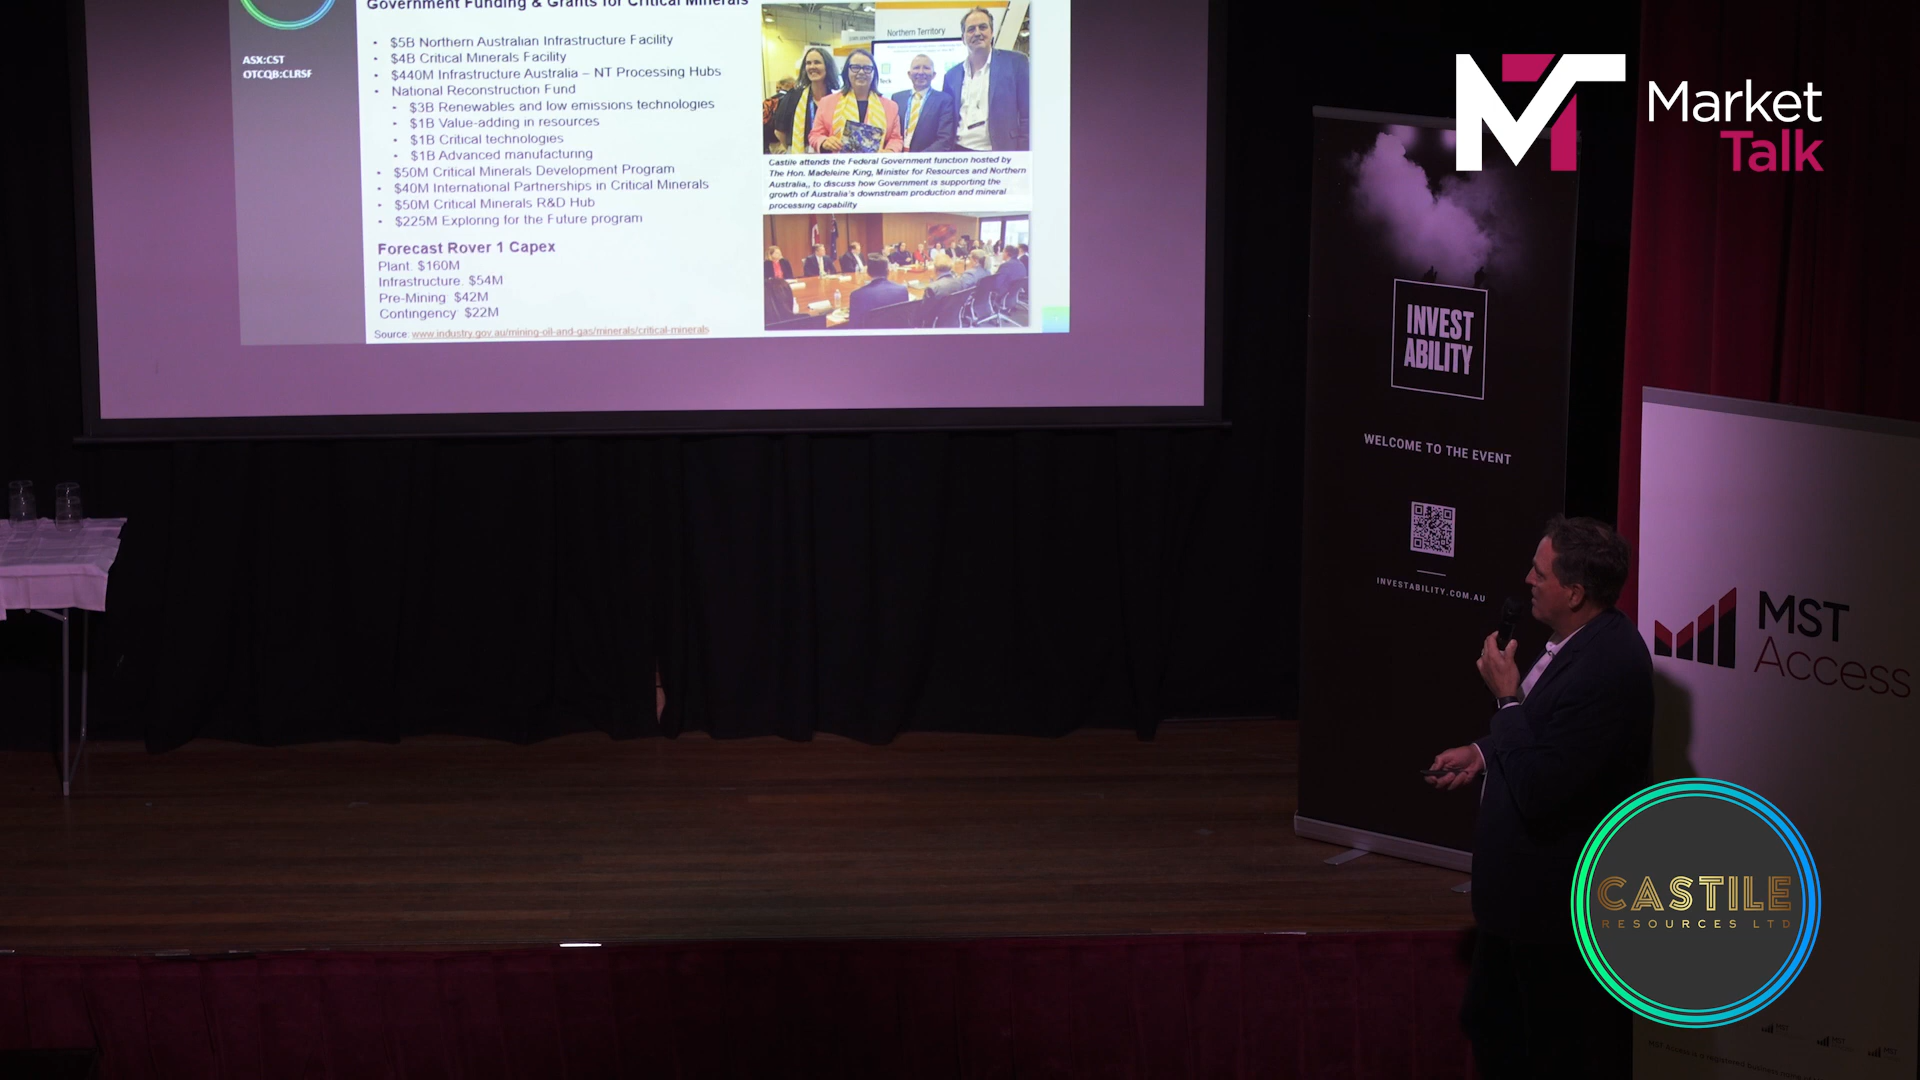 Government Funding & Grants for Critical Minerals
ASX:CST
OTCQB:CLRSF
• $5B Northern Australian Infrastructure Facility
• $4B Critical Minerals Facility
• $440M Infrastructure Australia – NT Processing Hubs
• National Reconstruction Fund
• $3B Renewables and low emissions technologies
• $1B Value-adding in resources
• $1B Critical technologies
• $1B Advanced manufacturing
• $50M Critical Minerals Development Program
• $40M International Partnerships in Critical Minerals
• $50M Critical Minerals R&D Hub
• $225M Exploring for the Future program
Forecast Rover 1 Capex
Plant: $160M
Infrastructure: $54M
Pre-Mining $42M
Contingency $22M
Source: www.industry.gov.au/mining-oil-and-gas/minerals/critical-minerals
Northern Territory
Castile attends the Federal Government function hosted by
The Hon. Madeleine King, Minister for Resources and Northern
Australia,, to discuss how Government is supporting the
growth of Australia's downstream production and mineral
processing capability
Market
Talk
INVEST
ABILITY
WELCOME TO THE EVENT
INVESTABILITY.COM.AU
MST
Access
CASTILE
RESOURCES LTD